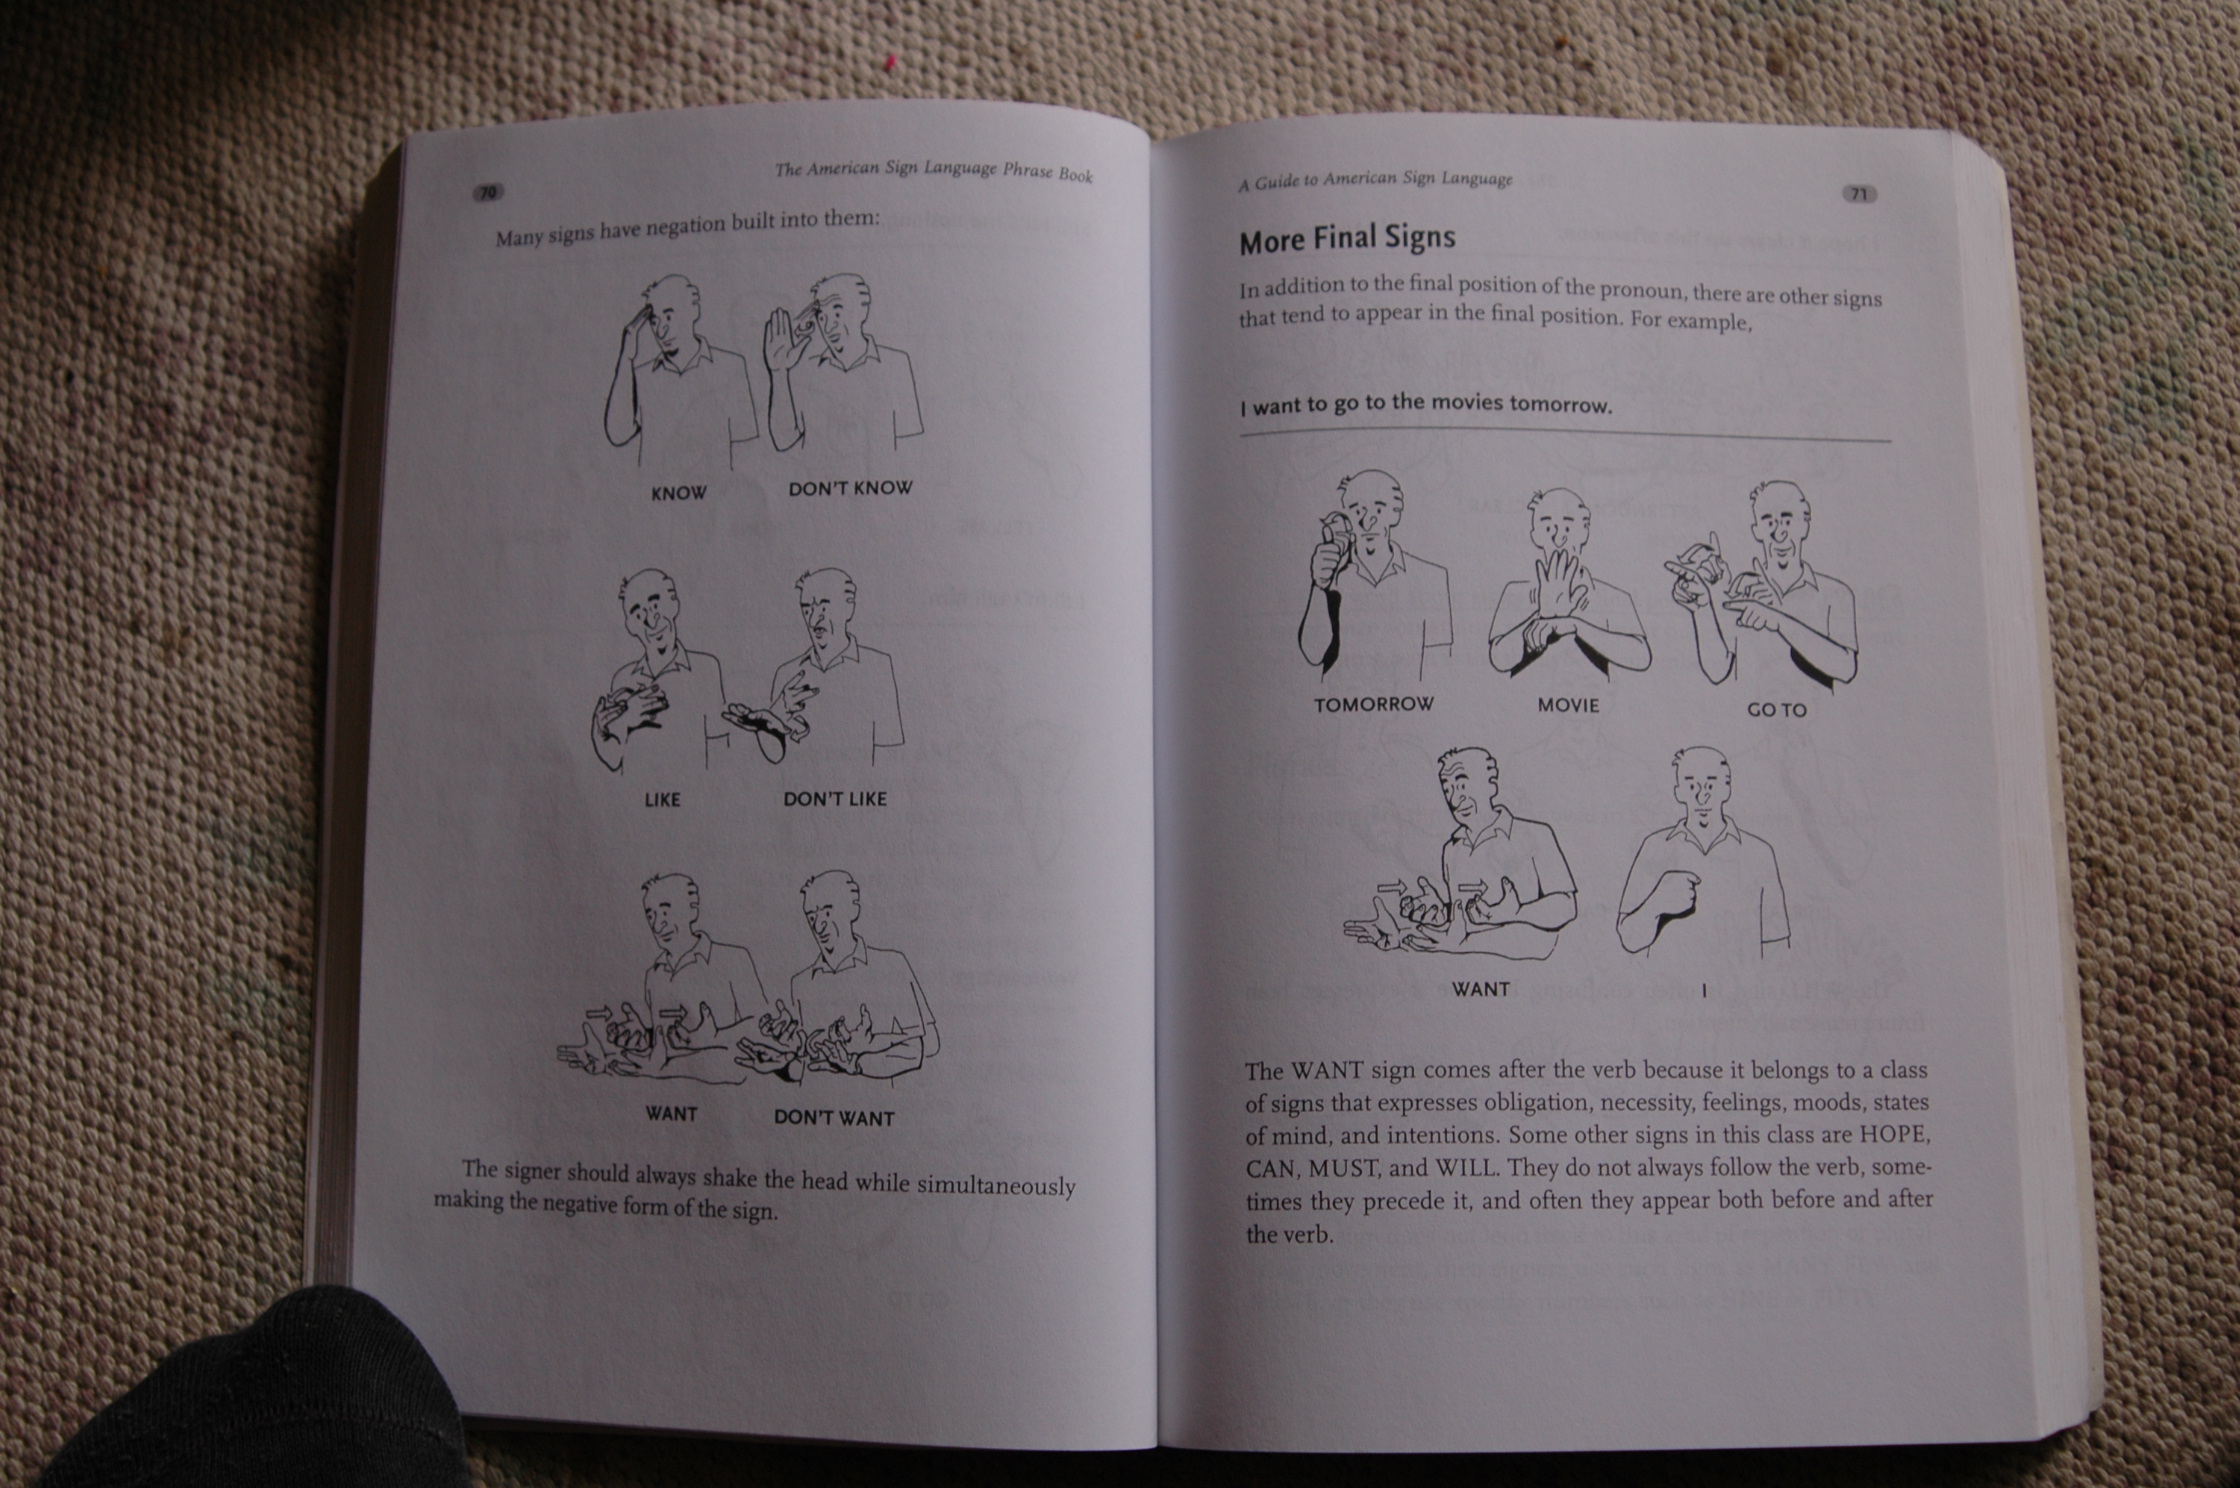 70
The American Sign Language Phrase Book
Many signs have negation built into them:
KNOW
DON'T KNOW
LIKE
DON'T LIKE
WANT
DON'T WANT
The signer should always shake the head while simultaneously
making the negative form of the sign.
A Guide to American Sign Language
71
More Final Signs
In addition to the final position of the pronoun, there are other signs
that tend to appear in the final position. For example,
I want to go to the movies tomorrow.
TOMORROW
MOVIE
GO TO
WANT
I
The WANT sign comes after the verb because it belongs to a class
of signs that expresses obligation, necessity, feelings, moods, states
of mind, and intentions. Some other signs in this class are HOPE,
CAN, MUST, and WILL. They do not always follow the verb, some-
times they precede it, and often they appear both before and after
the verb.